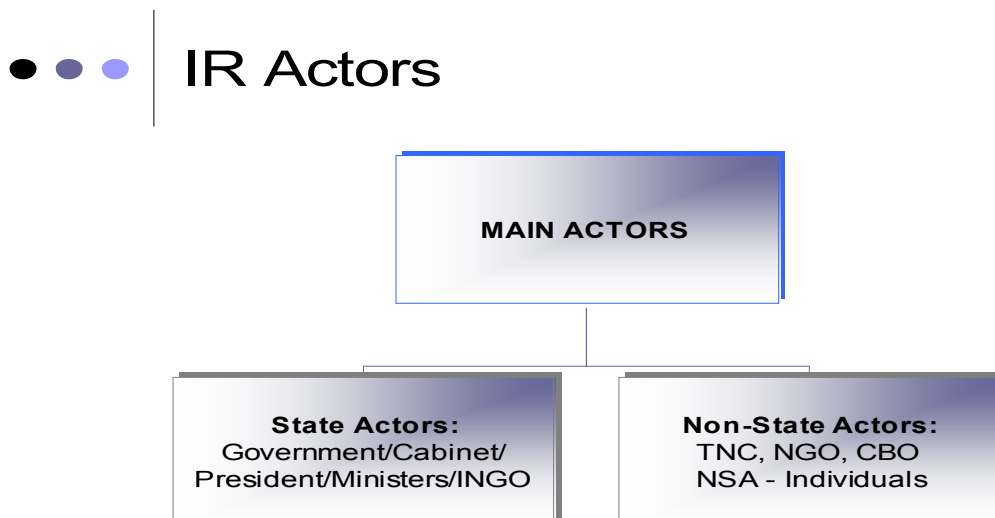 IR Actors
MAIN ACTORS
State Actors:
Government/Cabinet/
President/Ministers/INGO
Non-State Actors:
TNC, NGO, CBO
NSA - Individuals